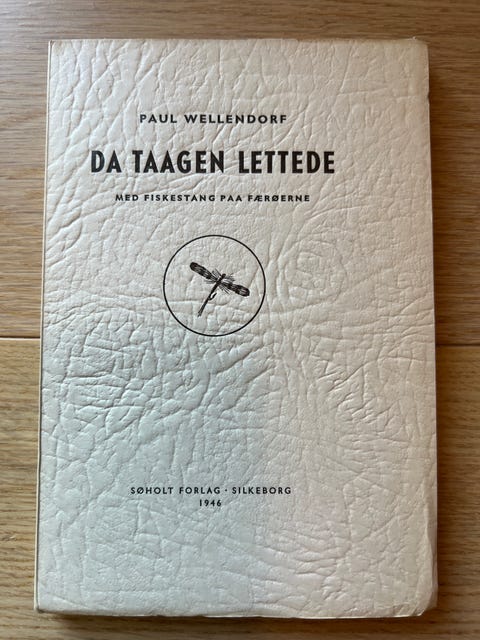 PAUL WELLENDORF
DA TAAGEN LETTEDE
MED FISKESTANG PAA FÆRØERNE
SØHOLT FORLAG · SILKEBORG
1946